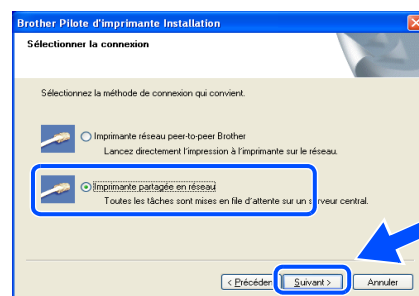 Brother Pilote d'imprimante Installation
Sélectionner la connexion
Sélectionnez la méthode de connexion qui convient.
Imprimante réseau peer-to-peer Brother
Lancez directement l'impression à l'imprimante sur le réseau.
Imprimante partagée en réseau
Toutes les tâches sont mises en file d'attente sur un serveur central.
< Précéden Suivant > Annuler